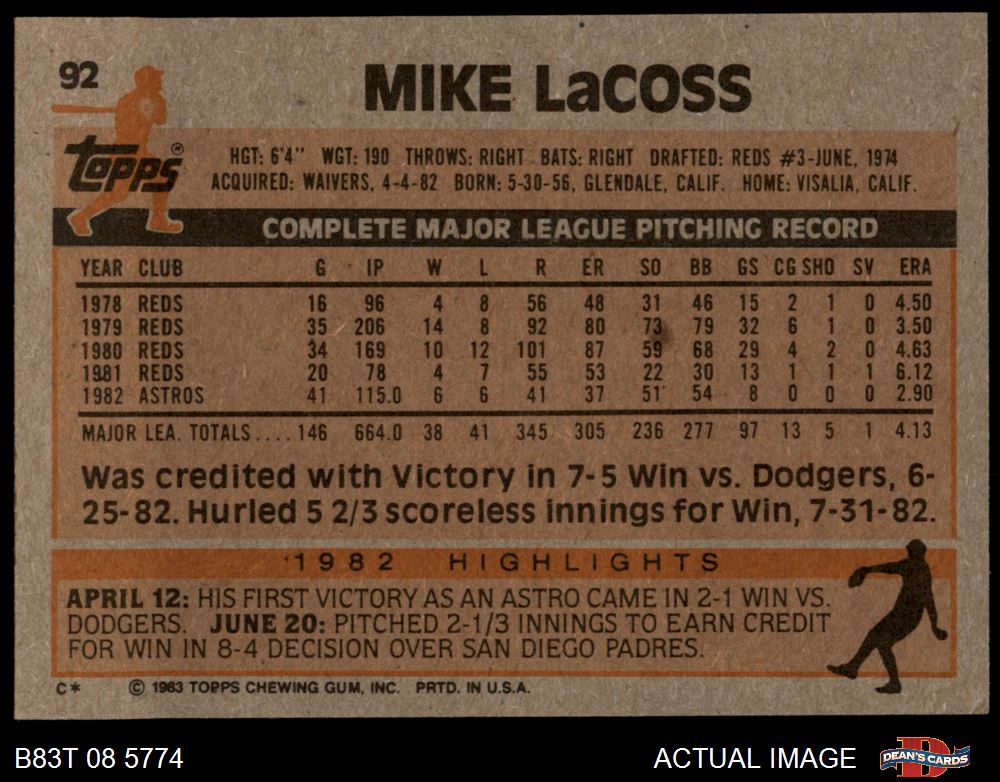 92
MIKE LaCOSS
topps®
HGT: 6'4" WGT: 190 THROWS: RIGHT BATS: RIGHT DRAFTED: REDS #3-JUNE, 1974
ACQUIRED: WAIVERS, 4-4-82 BORN: 5-30-56, GLENDALE, CALIF. HOME: VISALIA, CALIF.
COMPLETE MAJOR LEAGUE PITCHING RECORD
YEAR CLUB G IP W L R ER SO BB GS CG SHO SV ERA
1978 REDS 16 96 4 8 56 48 31 46 15 2 1 0 4.50
1979 REDS 35 206 14 8 92 80 73 79 32 6 1 0 3.50
1980 REDS 34 169 10 12 101 87 59 68 29 4 2 0 4.63
1981 REDS 20 78 4 7 55 53 22 30 13 1 1 1 6.12
1982 ASTROS 41 115.0 6 6 41 37 51 54 8 0 0 0 2.90
MAJOR LEA. TOTALS.... 146 664.0 38 41 345 305 236 277 97 13 5 1 4.13
Was credited with Victory in 7-5 Win vs. Dodgers, 6-
25-82. Hurled 5 2/3 scoreless innings for Win, 7-31-82.
1982 HIGHLIGHTS
APRIL 12: HIS FIRST VICTORY AS AN ASTRO CAME IN 2-1 WIN VS.
DODGERS. JUNE 20: PITCHED 2-1/3 INNINGS TO EARN CREDIT
FOR WIN IN 8-4 DECISION OVER SAN DIEGO PADRES.
C* © 1983 TOPPS CHEWING GUM, INC. PRTD. IN U.S.A.
B83T 08 5774
ACTUAL IMAGE
D
DEAN'S CARDS